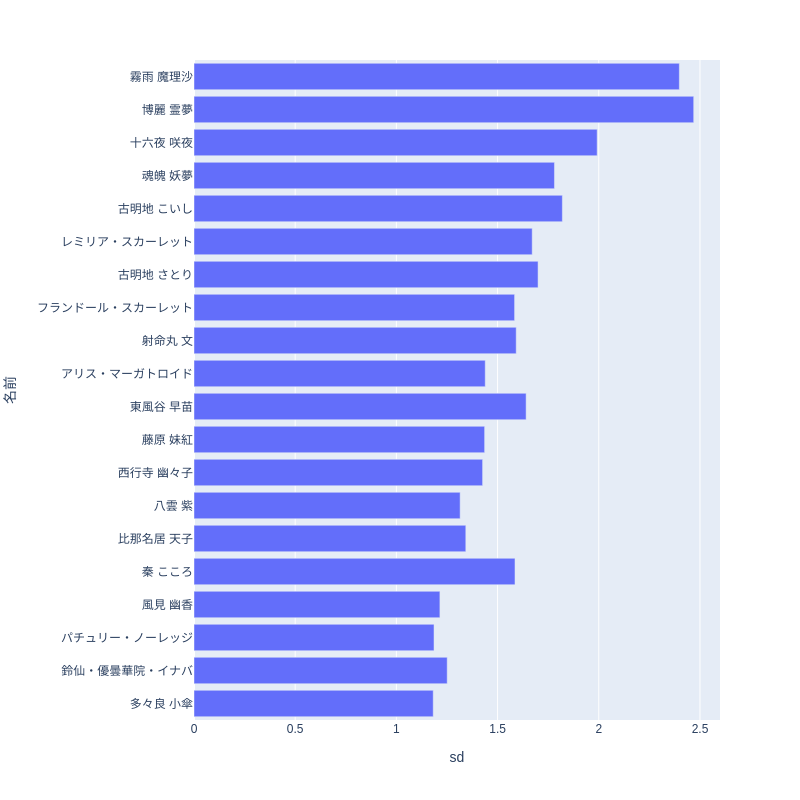 霧雨 魔理沙
博麗 霊夢
十六夜 咲夜
魂魄 妖夢
古明地 こいし
レミリア・スカーレット
古明地 さとり
フランドール・スカーレット
射命丸 文
アリス・マーガトロイド
東風谷 早苗
藤原 妹紅
西行寺 幽々子
八雲 紫
比那名居 天子
秦 こころ
風見 幽香
パチュリー・ノーレッジ
鈴仙・優曇華院・イナバ
多々良 小傘
名前
0 0.5 1 1.5 2 2.5
sd